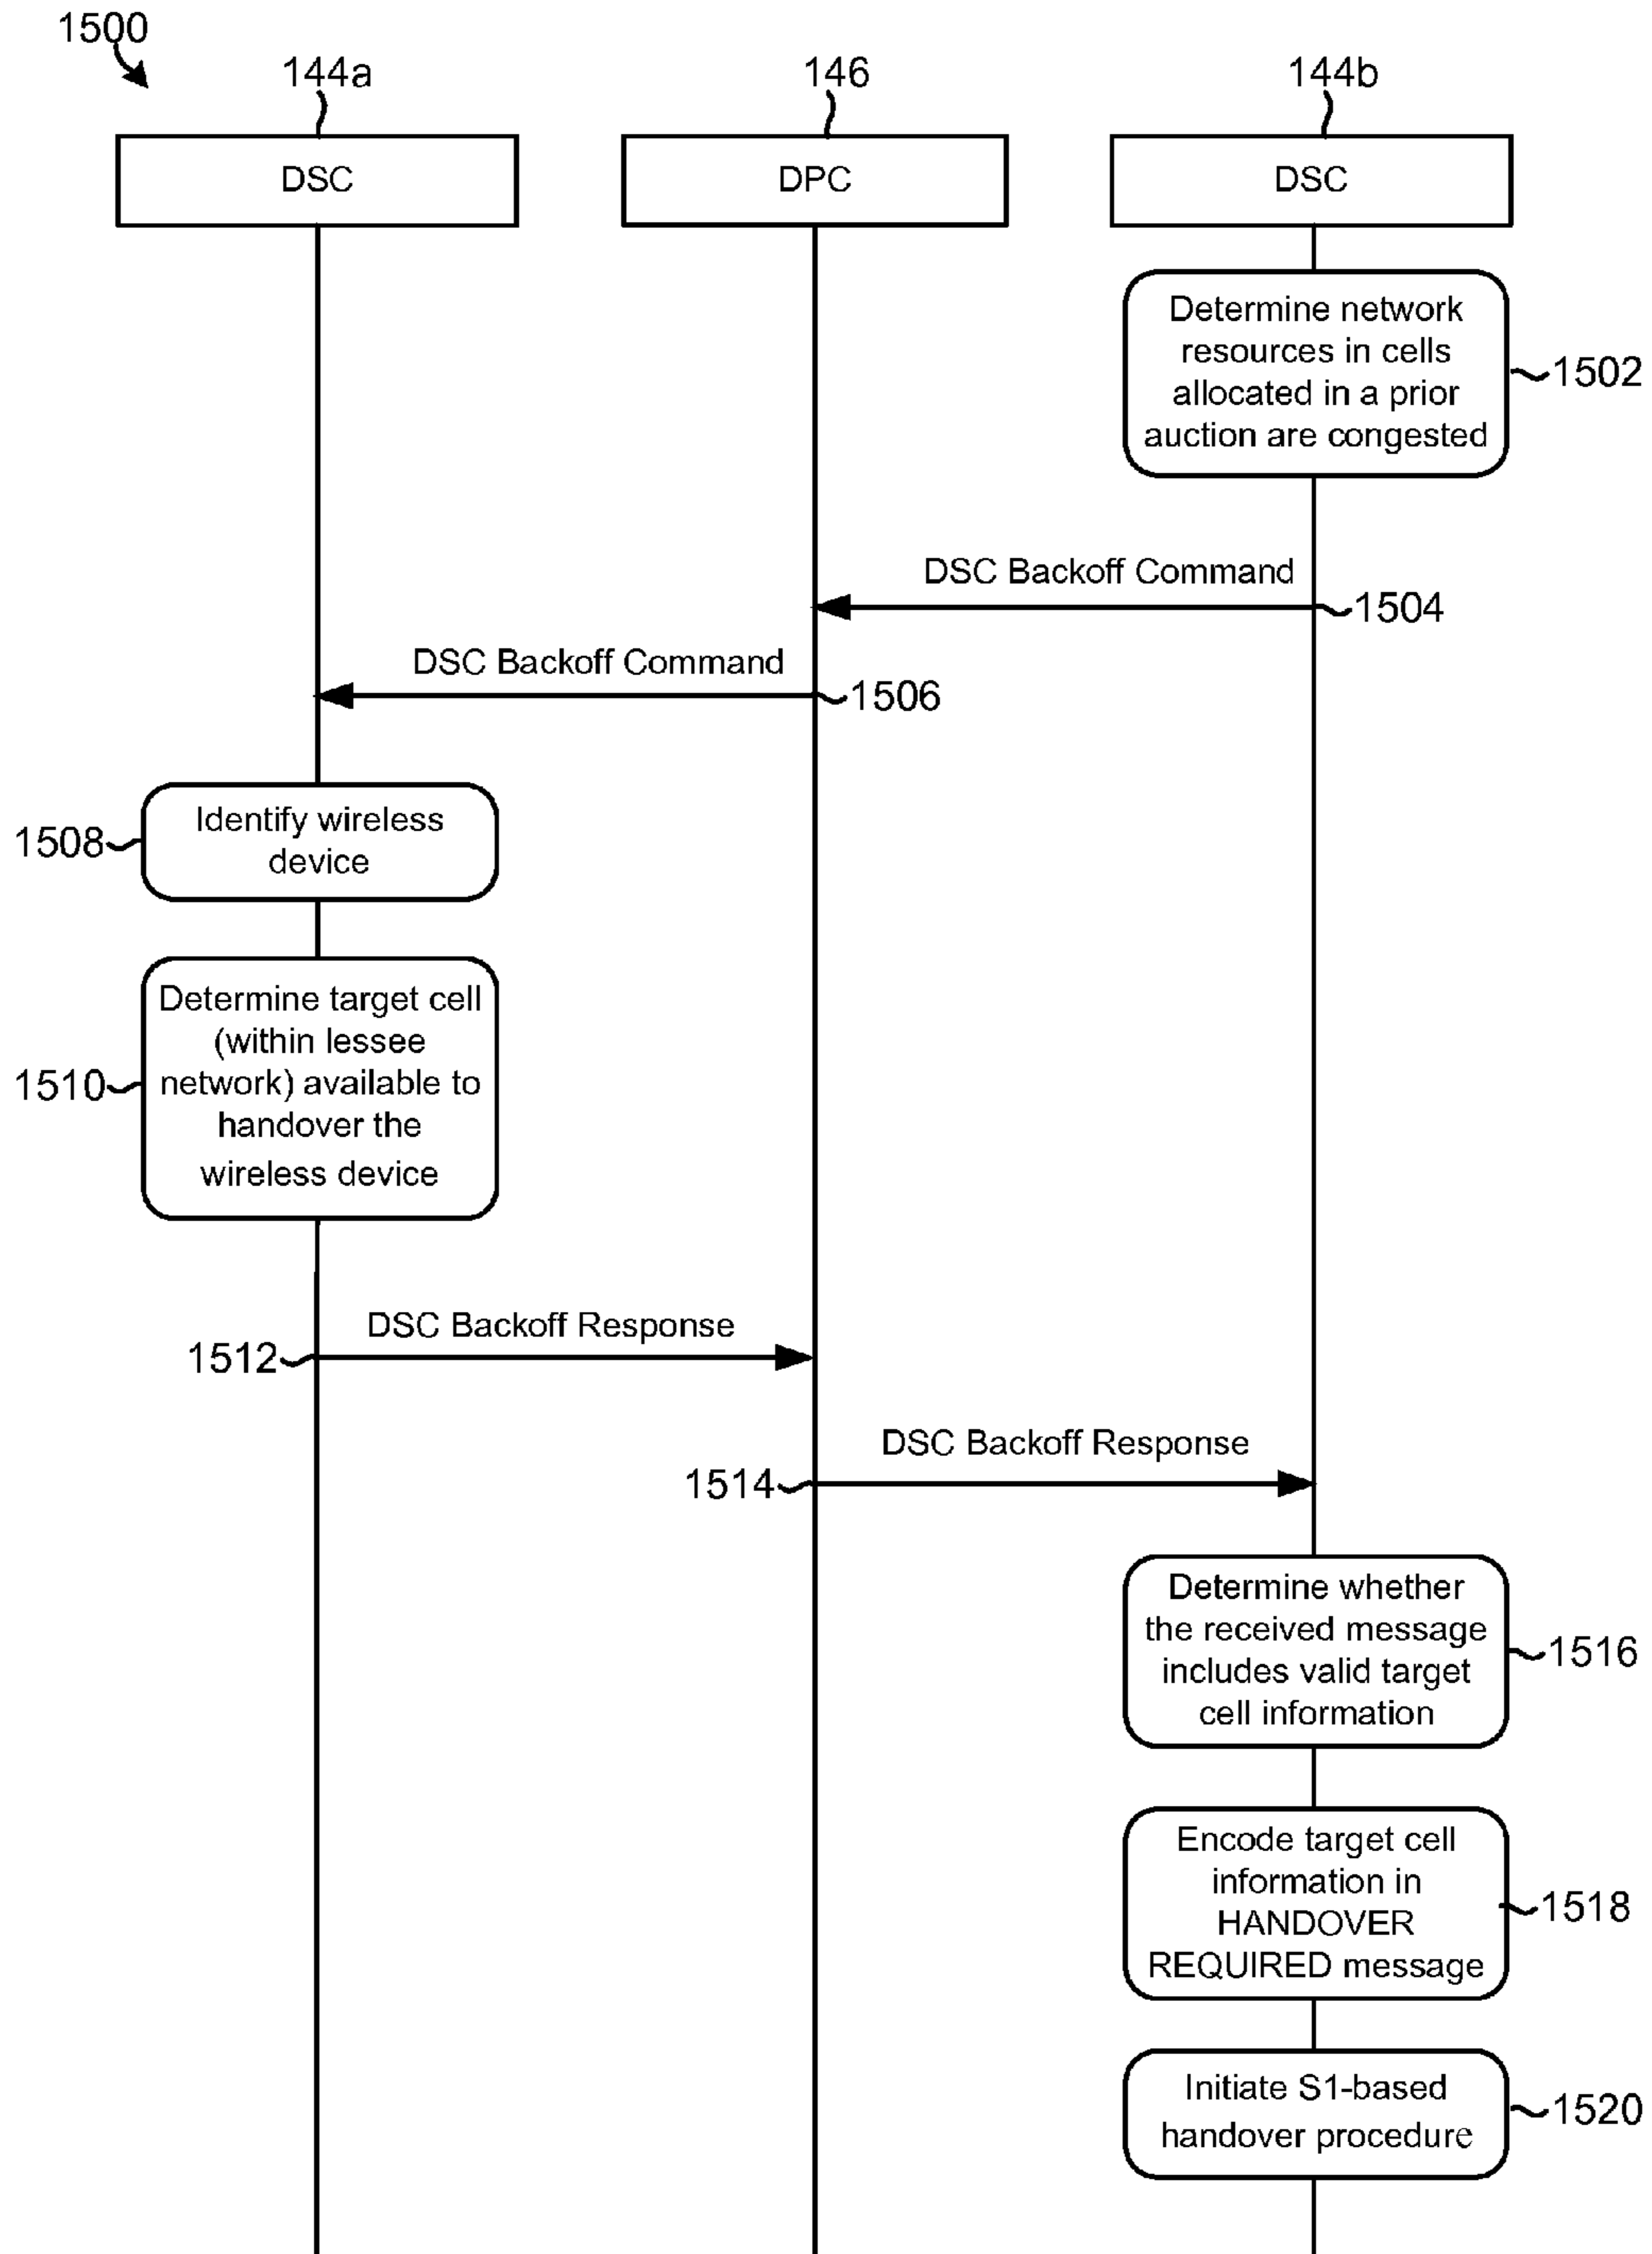 1500
144a
146
144b
DSC
DPC
DSC
Determine network
resources in cells
allocated in a prior
auction are congested
1502
DSC Backoff Command
1504
DSC Backoff Command
1506
1508
Identify wireless
device
1510
Determine target cell
(within lessee
network) available to
handover the
wireless device
DSC Backoff Response
1512
DSC Backoff Response
1514
Determine whether
the received message
includes valid target
cell information
1516
Encode target cell
information in
HANDOVER
REQUIRED message
1518
Initiate S1-based
handover procedure
1520